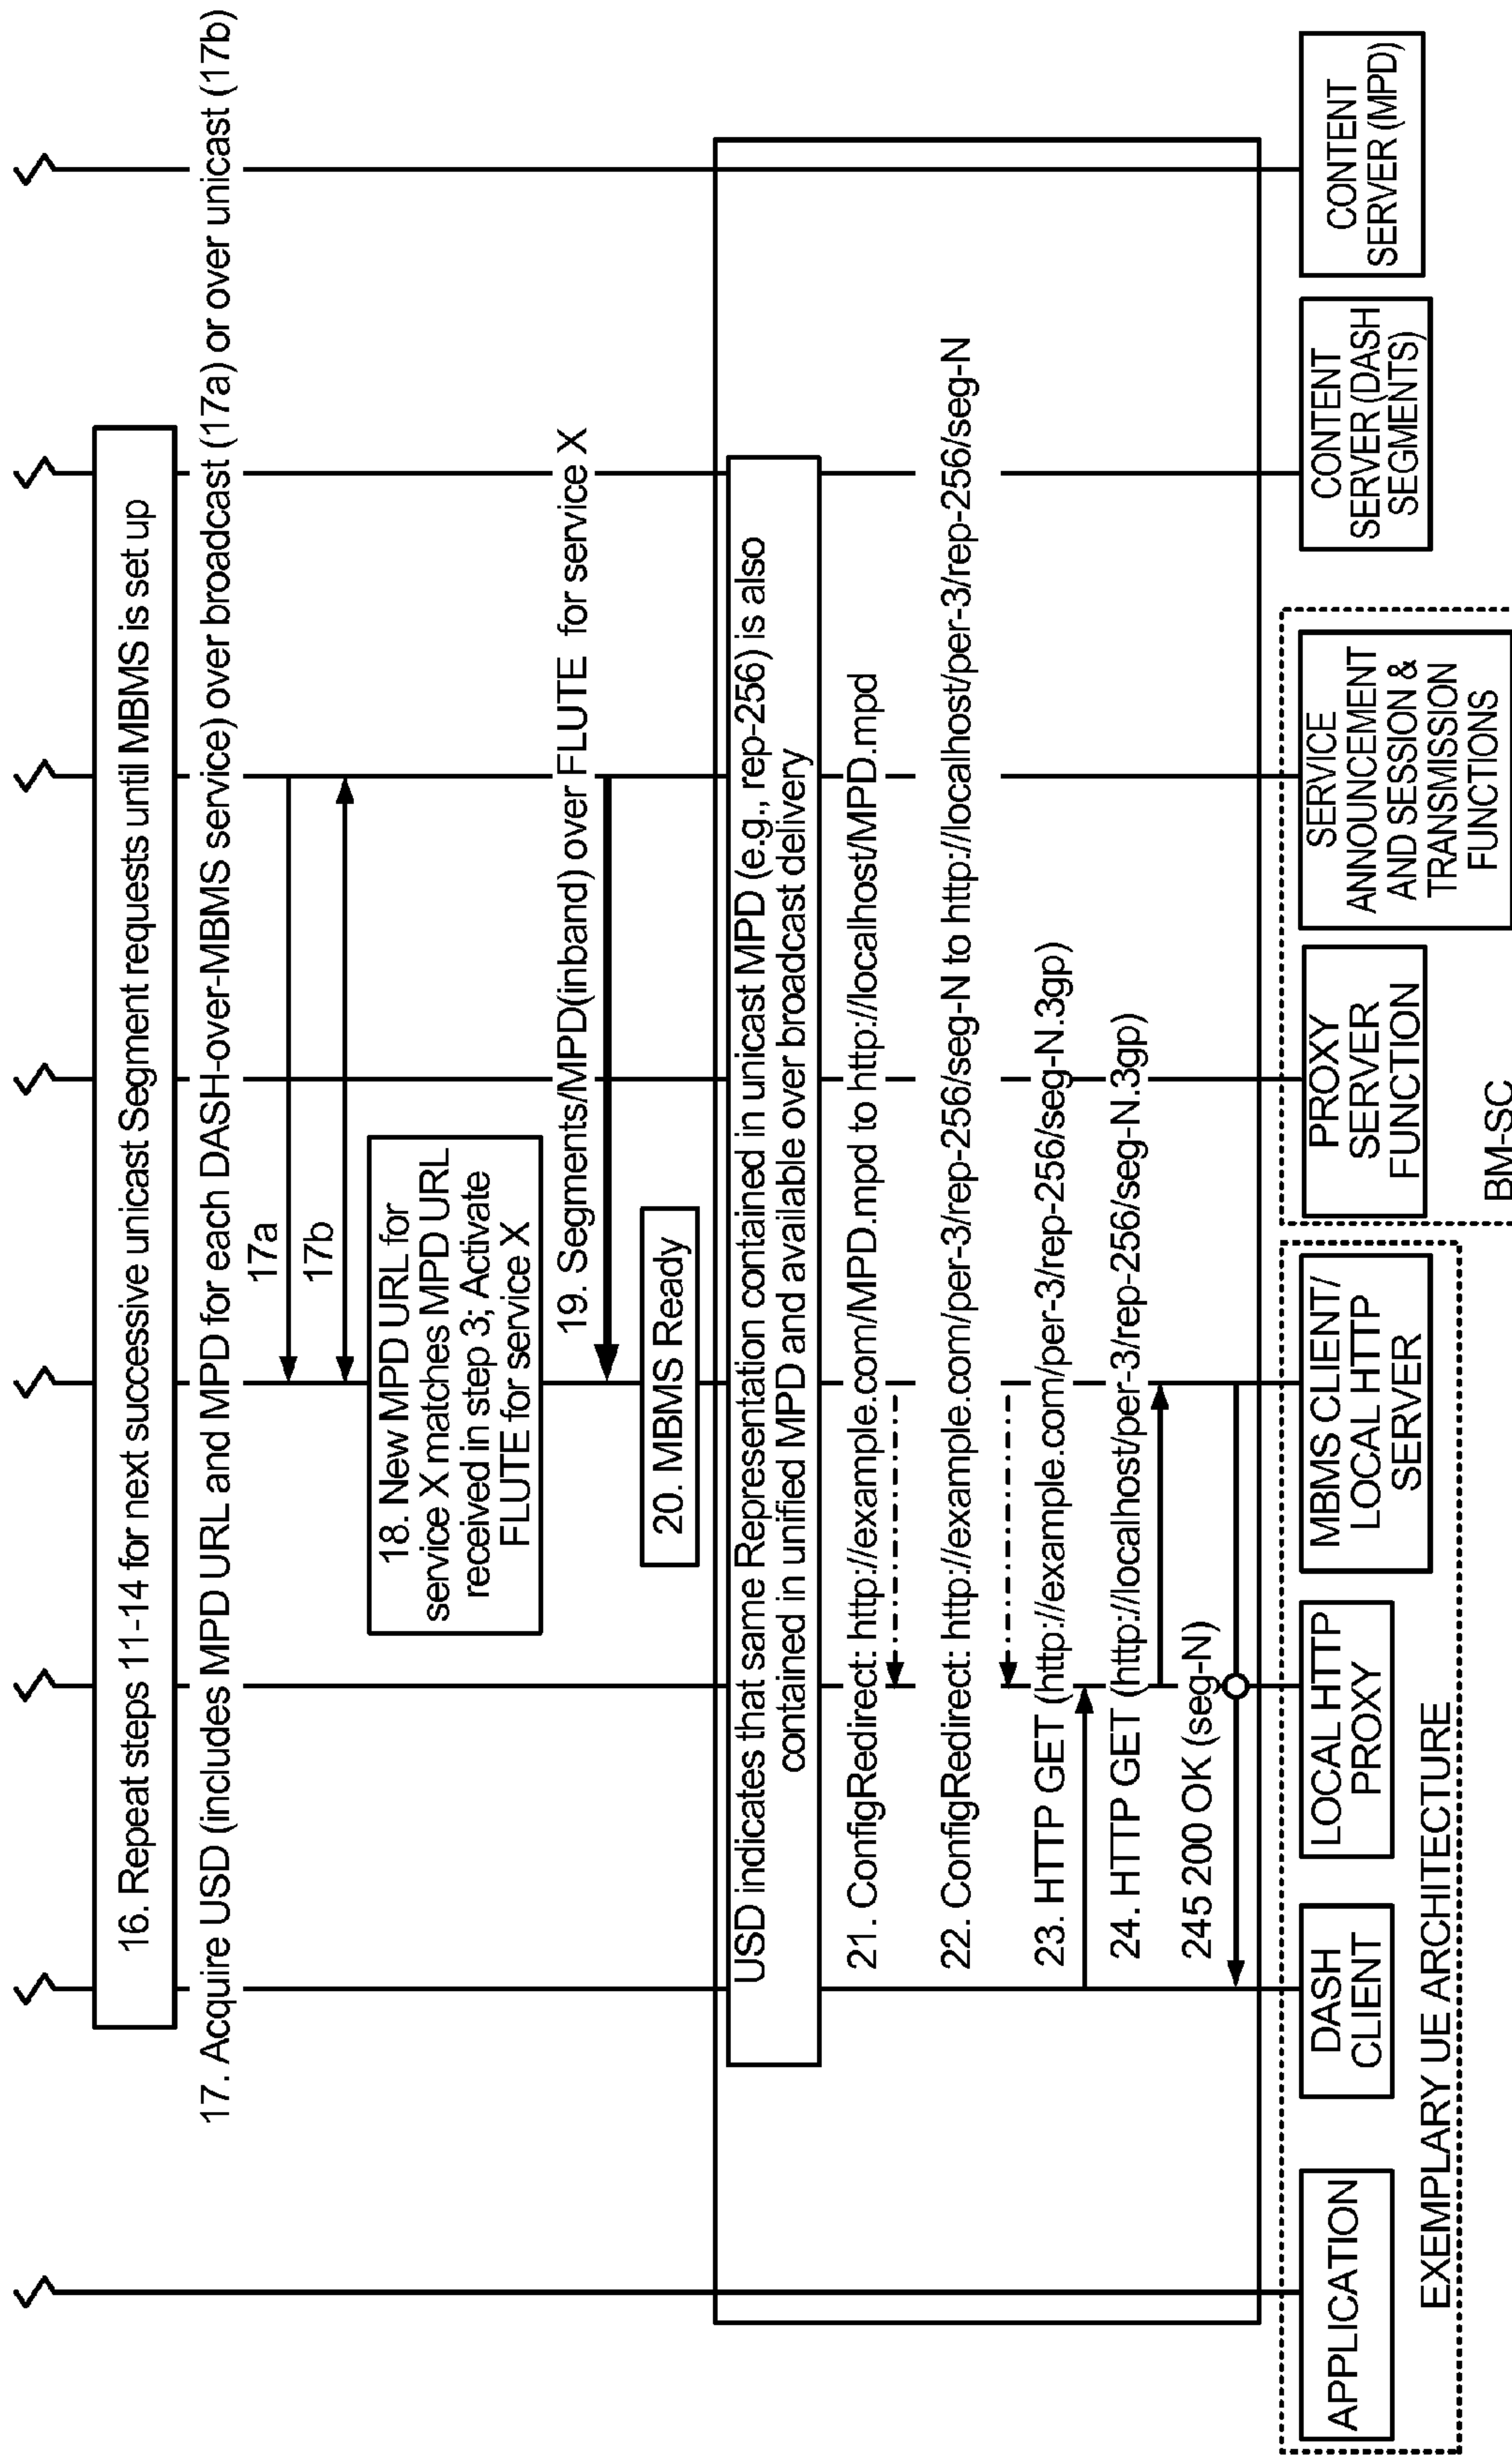 16. Repeat steps 11-14 for next successive unicast Segment requests until MBMS is set up
17. Acquire USD (includes MPD URL and MPD for each DASH-over-MBMS service) over broadcast (17a) or over unicast (17b)
17a
17b
18. New MPD URL for
service X matches MPD URL
received in step 3; Activate
FLUTE for service X
19. Segments/MPD(inband) over FLUTE for service X
20. MBMS Ready
USD indicates that same Representation contained in unicast MPD (e.g., rep-256) is also
contained in unified MPD and available over broadcast delivery
21. ConfigRedirect: http://example.com/MPD.mpd to http://localhost/MPD.mpd
22. ConfigRedirect: http://example.com/per-3/rep-256/seg-N to http://localhost/per-3/rep-256/seg-N
23. HTTP GET (http://example.com/per-3/rep-256/seg-N.3gp)
24. HTTP GET (http://localhost/per-3/rep-256/seg-N.3gp)
245 200 OK (seg-N)
APPLICATION
DASH
CLIENT
LOCAL HTTP
PROXY
MBMS CLIENT/
LOCAL HTTP
SERVER
EXEMPLARY UE ARCHITECTURE
PROXY
SERVER
FUNCTION
SERVICE
ANNOUNCEMENT
AND SESSION &
TRANSMISSION
FUNCTIONS
BM-SC
CONTENT
SERVER (DASH
SEGMENTS)
CONTENT
SERVER (MPD)